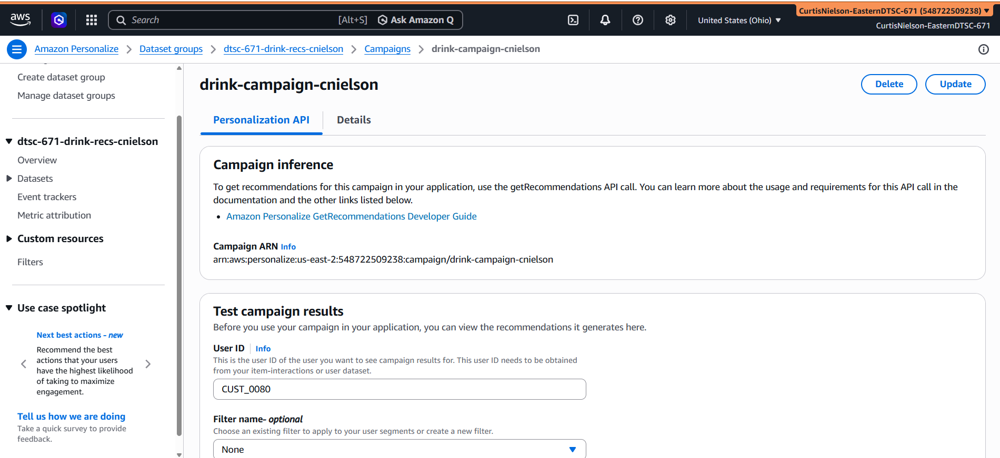 aws
Search [Alt+S] Ask Amazon Q
United States (Ohio)
CurtisNielson-EasternDTSC-671 (548722509238)
CurtisNielson-EasternDTSC-671
Amazon Personalize Dataset groups dtsc-671-drink-recs-cnielson Campaigns drink-campaign-cnielson
Create dataset group
Manage dataset groups
dtsc-671-drink-recs-cnielson
Overview
Datasets
Event trackers
Metric attribution
Custom resources
Filters
Use case spotlight
Next best actions - new
Recommend the best
actions that your users
have the highest likelihood
of taking to maximize
engagement.
Tell us how we are doing
Take a quick survey to provide
feedback.
drink-campaign-cnielson
Delete Update
Personalization API Details
Campaign inference
To get recommendations for this campaign in your application, use the getRecommendations API call. You can learn more about the usage and requirements for this API call in the
documentation and the other links listed below.
• Amazon Personalize GetRecommendations Developer Guide
Campaign ARN Info
arn:aws:personalize:us-east-2:548722509238:campaign/drink-campaign-cnielson
Test campaign results
Before you use your campaign in your application, you can view the recommendations it generates here.
User ID Info
This is the user ID of the user you want to see campaign results for. This user ID needs to be obtained
from your item-interactions or user dataset.
CUST_0080
Filter name- optional
Choose an existing filter to apply to your user segments or create a new filter.
None